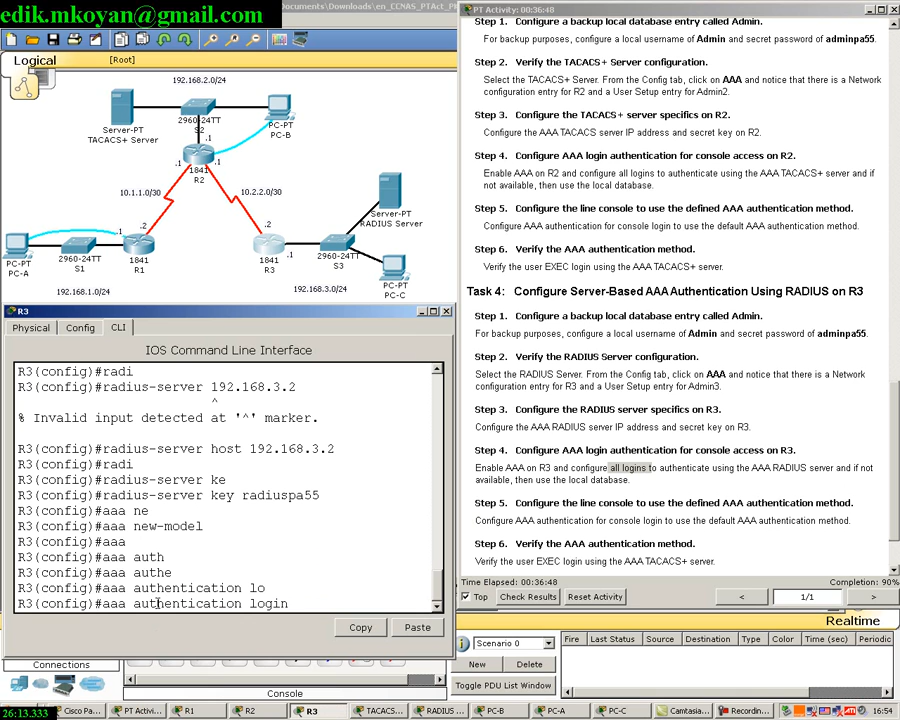 edik.mkoyan@gmail.com
Documents\Downloads\en_CCNAS_PTAct_P
Logical
[Root]
192.168.2.0/24
Server-PT
TACACS+ Server
2960-24TT
S2
PC-PT
PC-B
.1
.1
.1
1841
R2
10.1.1.0/30
10.2.2.0/30
Server-PT
RADIUS Server
.1
.2
.2
PC-PT
PC-A
2960-24TT
S1
1841
R1
1841
R3
.1
2960-24TT
S3
PC-PT
PC-C
192.168.1.0/24
192.168.3.0/24
R3
Physical
Config
CLI
IOS Command Line Interface
R3(config)#radi
R3(config)#radius-server 192.168.3.2
^
% Invalid input detected at '^' marker.
R3(config)#radius-server host 192.168.3.2
R3(config)#radi
R3(config)#radius-server ke
R3(config)#radius-server key radiuspa55
R3(config)#aaa ne
R3(config)#aaa new-model
R3(config)#aaa
R3(config)#aaa auth
R3(config)#aaa authe
R3(config)#aaa authentication lo
R3(config)#aaa authentication login
Copy
Paste
Connections
Console
PT Activity: 00:36:48
Step 1. Configure a backup local database entry called Admin.
For backup purposes, configure a local username of Admin and secret password of adminpa55.
Step 2. Verify the TACACS+ Server configuration.
Select the TACACS+ Server. From the Config tab, click on AAA and notice that there is a Network
configuration entry for R2 and a User Setup entry for Admin2.
Step 3. Configure the TACACS+ server specifics on R2.
Configure the AAA TACACS server IP address and secret key on R2.
Step 4. Configure AAA login authentication for console access on R2.
Enable AAA on R2 and configure all logins to authenticate using the AAA TACACS+ server and if
not available, then use the local database.
Step 5. Configure the line console to use the defined AAA authentication method.
Configure AAA authentication for console login to use the default AAA authentication method.
Step 6. Verify the AAA authentication method.
Verify the user EXEC login using the AAA TACACS+ server.
Task 4: Configure Server-Based AAA Authentication Using RADIUS on R3
Step 1. Configure a backup local database entry called Admin.
For backup purposes, configure a local username of Admin and secret password of adminpa55.
Step 2. Verify the RADIUS Server configuration.
Select the RADIUS Server. From the Config tab, click on AAA and notice that there is a Network
configuration entry for R3 and a User Setup entry for Admin3.
Step 3. Configure the RADIUS server specifics on R3.
Configure the AAA RADIUS server IP address and secret key on R3.
Step 4. Configure AAA login authentication for console access on R3.
Enable AAA on R3 and configure all logins to authenticate using the AAA RADIUS server and if not
available, then use the local database.
Step 5. Configure the line console to use the defined AAA authentication method.
Configure AAA authentication for console login to use the default AAA authentication method.
Step 6. Verify the AAA authentication method.
Verify the user EXEC login using the AAA TACACS+ server.
Time Elapsed: 00:36:48
Completion: 90%
Top
Check Results
Reset Activity
<
1/1
>
Realtime
Scenario 0
New
Delete
Toggle PDU List Window
Fire
Last Status
Source
Destination
Type
Color
Time (sec)
Periodic
26:13.333
Cisco Pa...
PT Activi...
R1
R2
R3
TACACS...
RADIUS ...
PC-B
PC-A
PC-C
Camtasia...
Recordin...
16:54